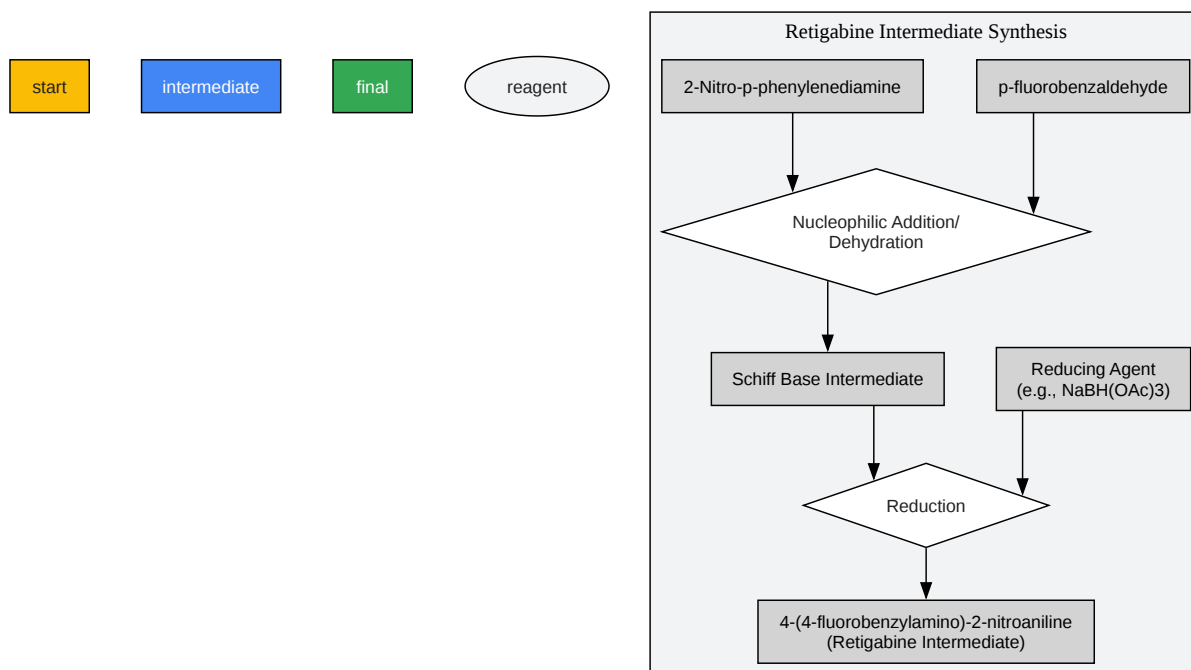 Retigabine Intermediate Synthesis
start
intermediate
final
reagent
2-Nitro-p-phenylenediamine
p-fluorobenzaldehyde
Nucleophilic Addition/
Dehydration
Schiff Base Intermediate
Reducing Agent
(e.g., NaBH(OAc)3)
Reduction
4-(4-fluorobenzylamino)-2-nitroaniline
(Retigabine Intermediate)